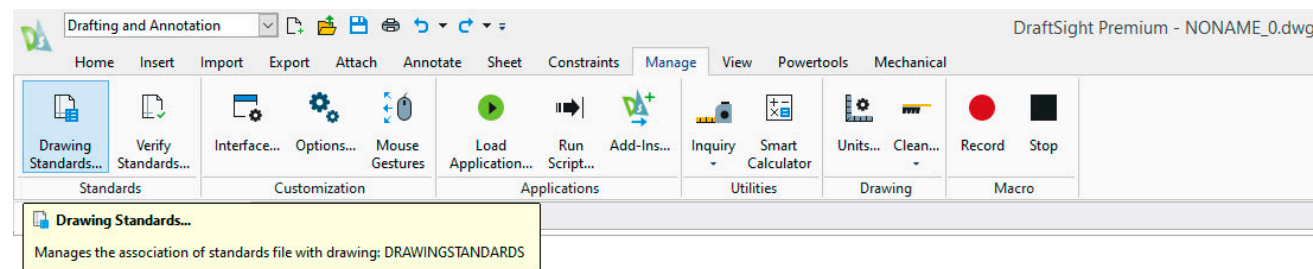 Drafting and Annotation
DraftSight Premium - NONAME_0.dwg
Home Insert Import Export Attach Annotate Sheet Constraints Manage View Powertools Mechanical
Drawing Standards...
Verify Standards...
Interface...
Options...
Mouse Gestures
Load Application...
Run Script...
Add-Ins...
Inquiry
Smart Calculator
Units...
Clean...
Record
Stop
Standards Customization Applications Utilities Drawing Macro
Drawing Standards...
Manages the association of standards file with drawing: DRAWINGSTANDARDS